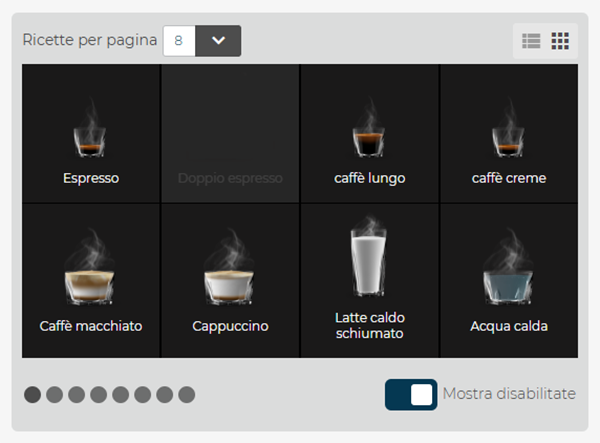 Ricette per pagina 8
Espresso
Doppio espresso
caffè lungo
caffè creme
Caffè macchiato
Cappuccino
Latte caldo
schiumato
Acqua calda
Mostra disabilitate